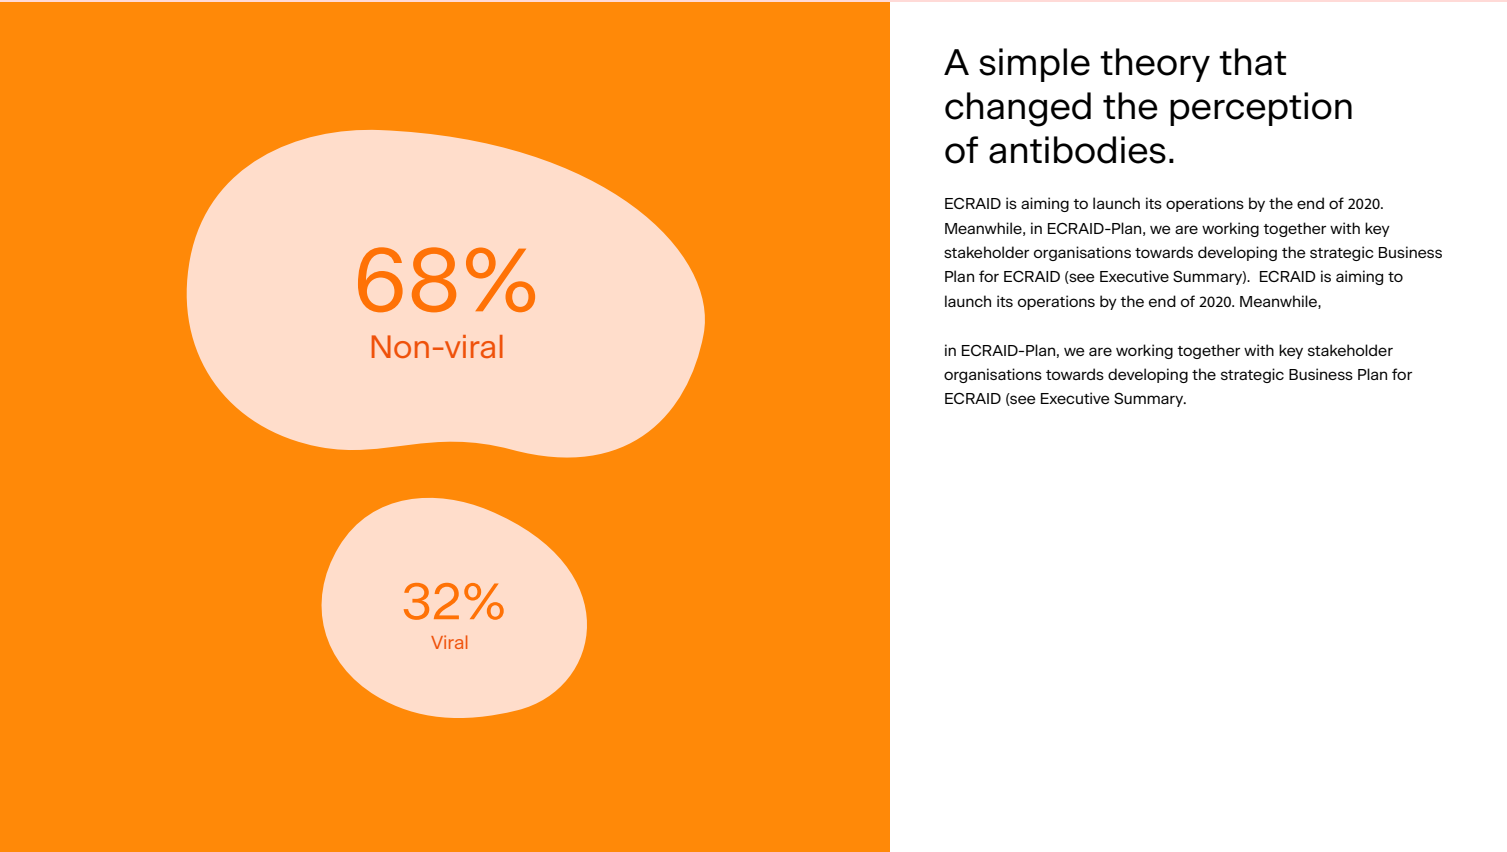 68%
Non-viral
32%
Viral
A simple theory that
changed the perception
of antibodies.
ECRAID is aiming to launch its operations by the end of 2020.
Meanwhile, in ECRAID-Plan, we are working together with key
stakeholder organisations towards developing the strategic Business
Plan for ECRAID (see Executive Summary).  ECRAID is aiming to
launch its operations by the end of 2020. Meanwhile,
in ECRAID-Plan, we are working together with key stakeholder
organisations towards developing the strategic Business Plan for
ECRAID (see Executive Summary.